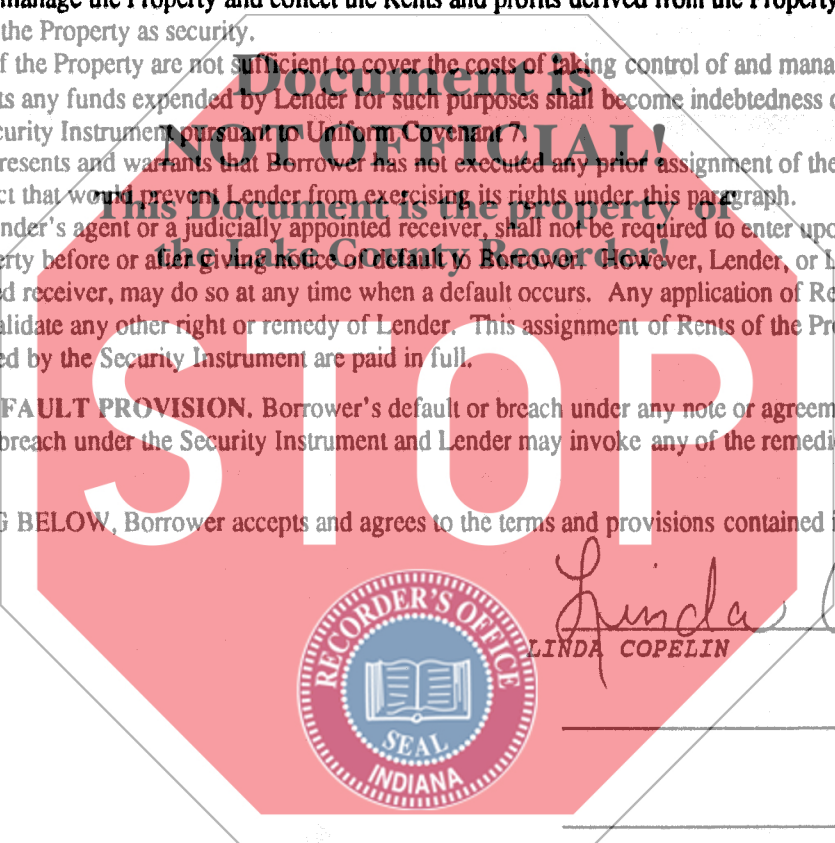 manage the Property and collect the Rents and profits derived from the Property
the Property as security.
f the Property are not sufficient to cover the costs of taking control of and mana
ts any funds expended by Lender for such purposes shall become indebtedness o
curity Instrument pursuant to Uniform Covenant 7.
resents and warrants that Borrower has not executed any prior assignment of the
ct that would prevent Lender from exercising its rights under this paragraph.
nder's agent or a judicially appointed receiver, shall not be required to enter upo
erty before or after giving notice of default to Borrower. However, Lender, or L
d receiver, may do so at any time when a default occurs. Any application of Re
alidate any other right or remedy of Lender. This assignment of Rents of the Pro
ed by the Security Instrument are paid in full.
FAULT PROVISION. Borrower's default or breach under any note or agreem
breach under the Security Instrument and Lender may invoke any of the remedi
G BELOW, Borrower accepts and agrees to the terms and provisions contained i
Linda
LINDA COPELIN
Document is
NOT OFFICIAL!
This Document is the property of
the Lake County Recorder!
STOP
RECORDER'S OFFICE
SEAL
INDIANA